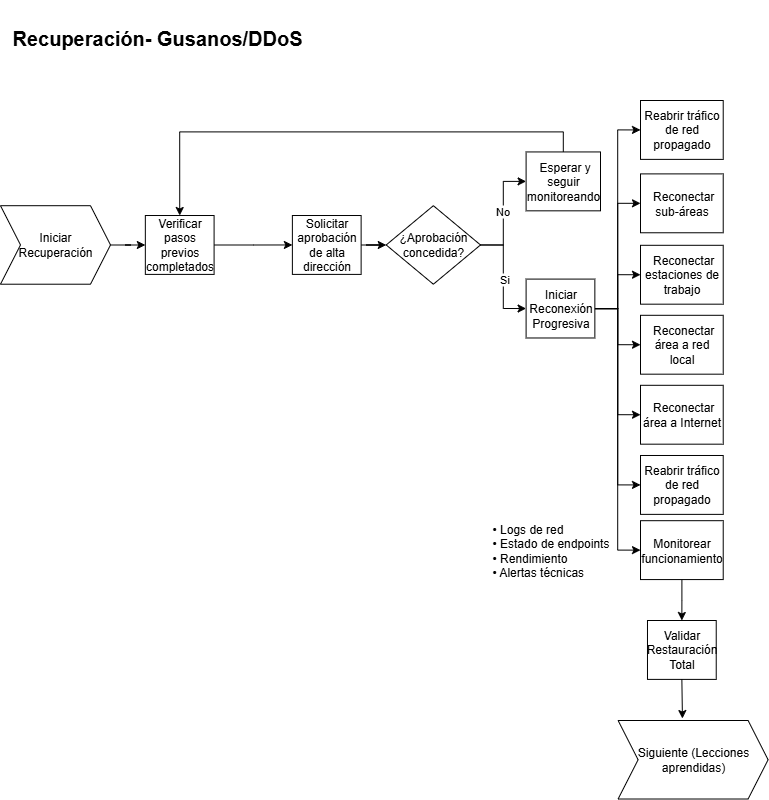 Recuperación- Gusanos/DDoS
Iniciar
Recuperación
Verificar
pasos
previos
completados
Solicitar
aprobación
de alta
dirección
¿Aprobación
concedida?
No
Esperar y
seguir
monitoreando
Si
Iniciar
Reconexión
Progresiva
Reabrir tráfico
de red
propagado
Reconectar
sub-áreas
Reconectar
estaciones de
trabajo
Reconectar
área a red
local
Reconectar
área a Internet
Reabrir tráfico
de red
propagado
• Logs de red
• Estado de endpoints
• Rendimiento
• Alertas técnicas
Monitorear
funcionamiento
Validar
Restauración
Total
Siguiente (Lecciones
aprendidas)